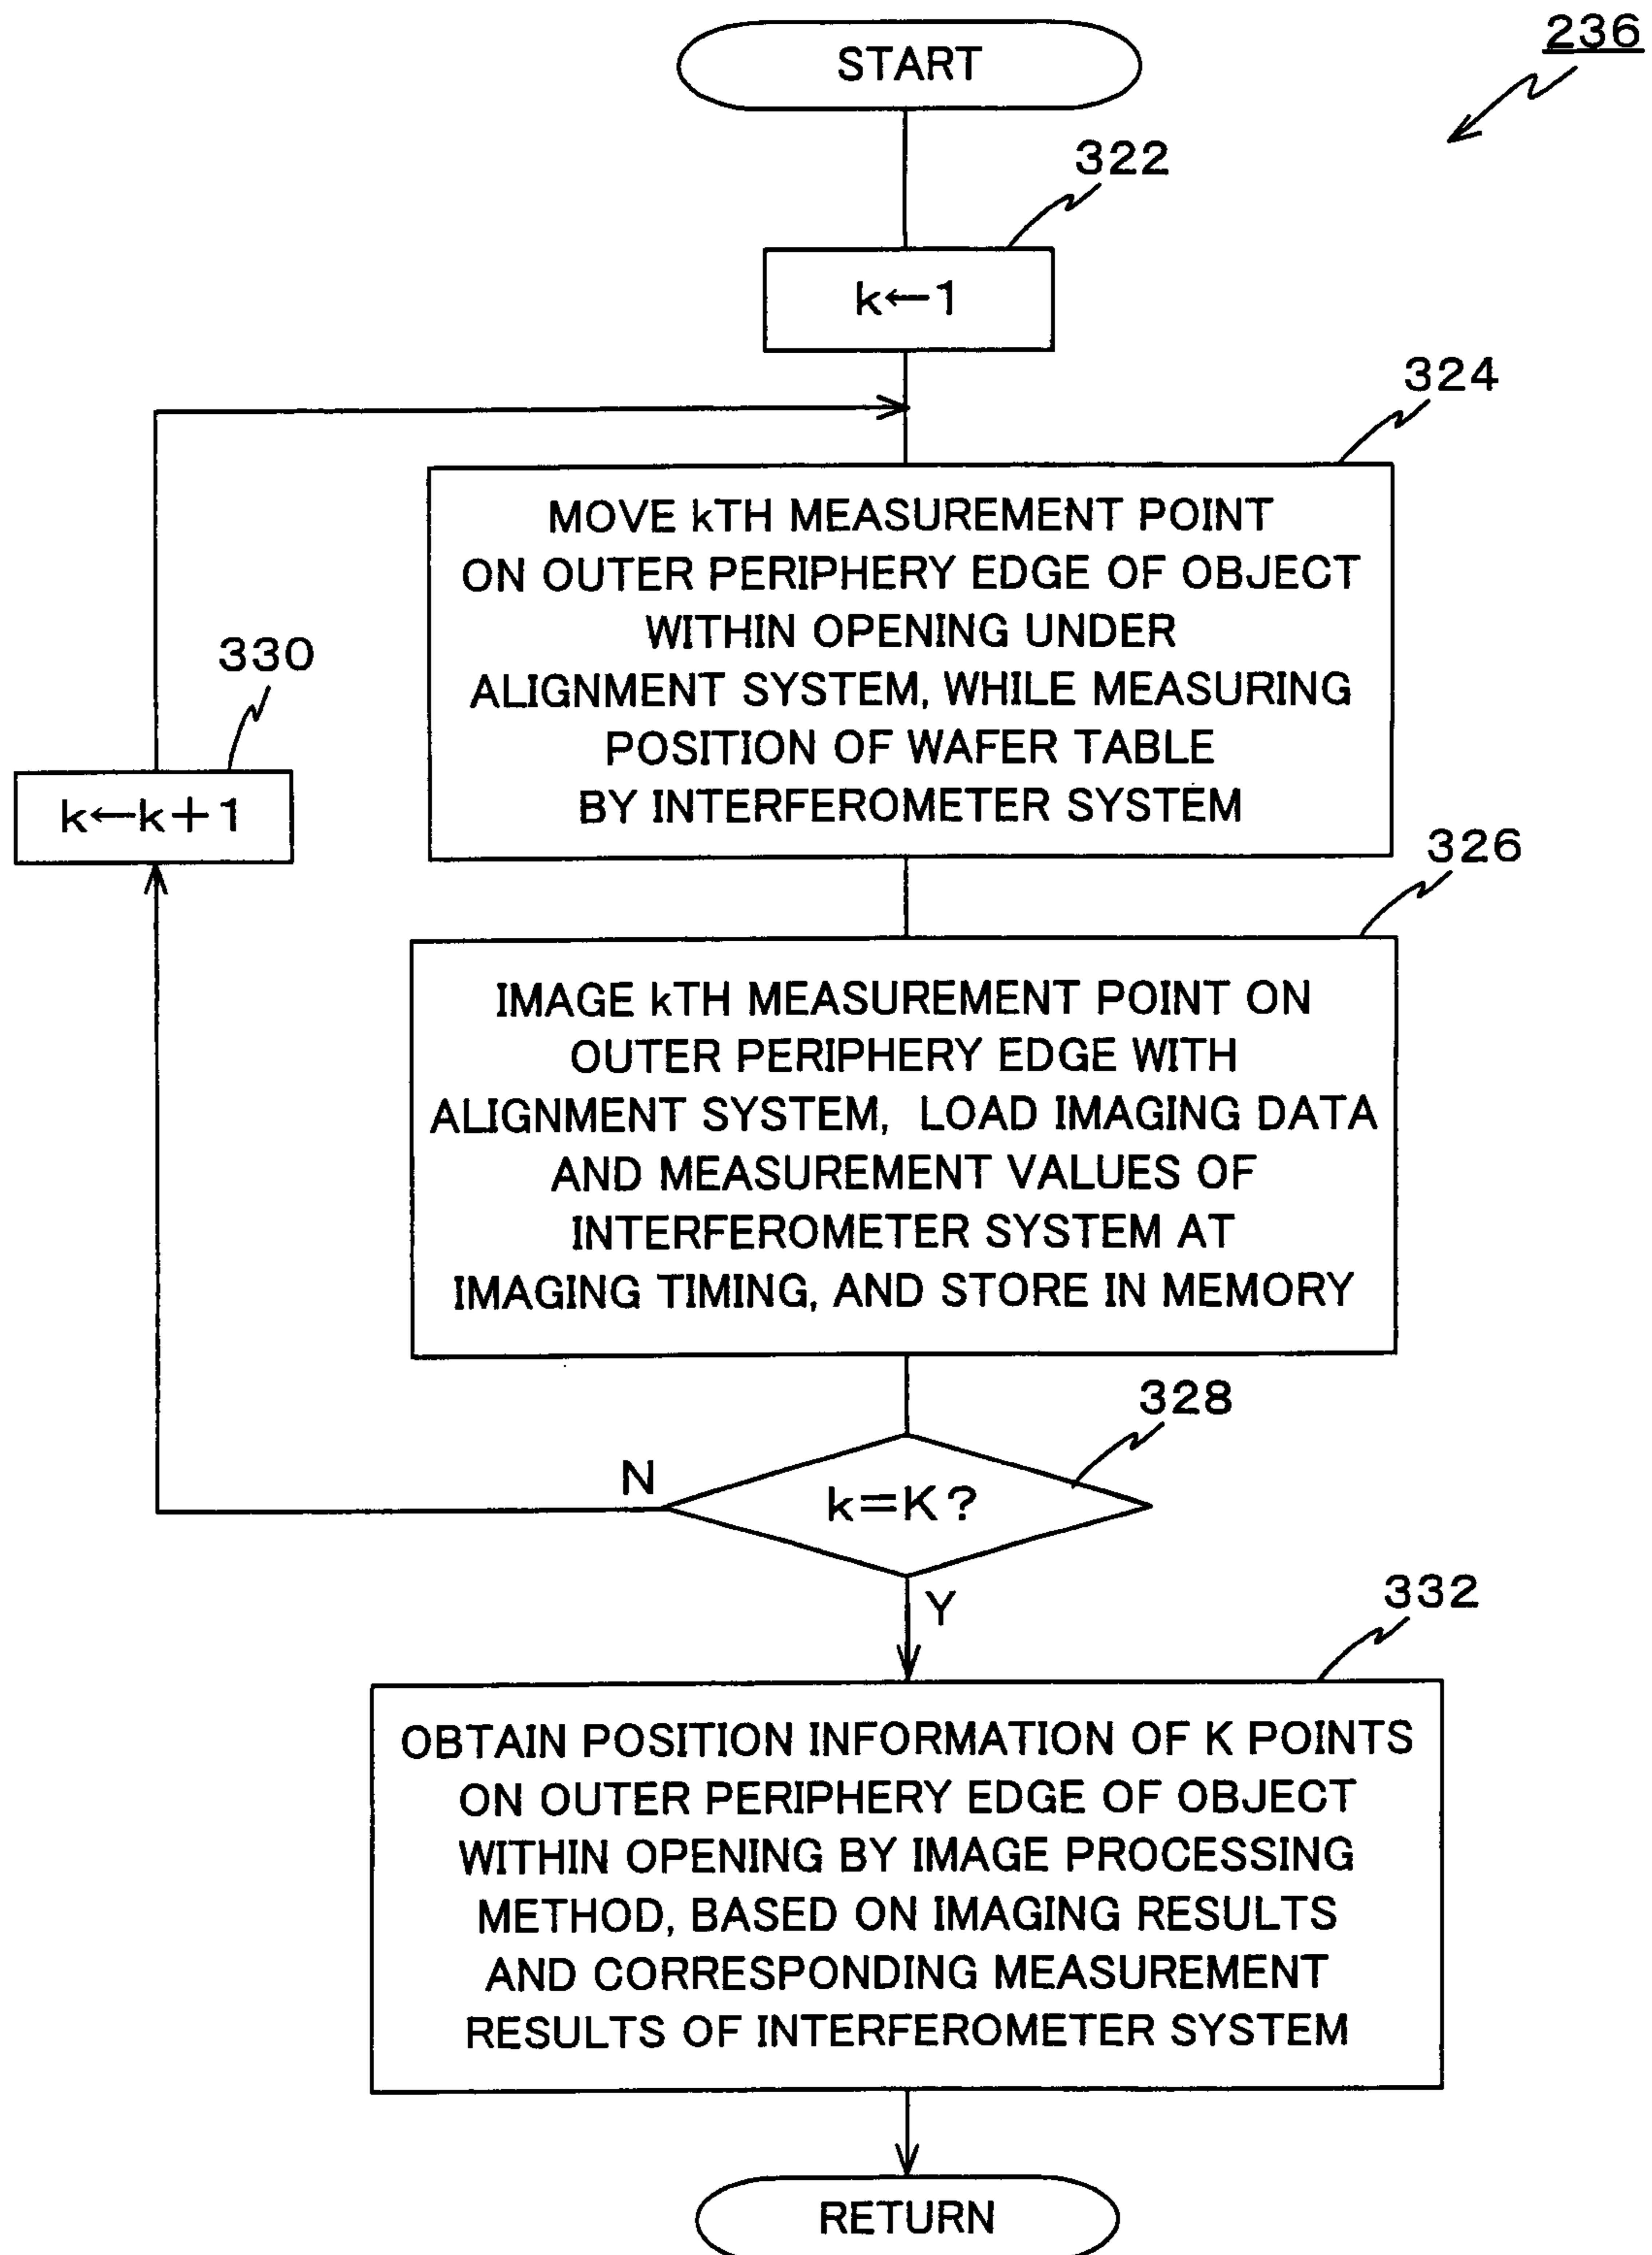 236
START
322
k←1
324
MOVE kTH MEASUREMENT POINT
ON OUTER PERIPHERY EDGE OF OBJECT
WITHIN OPENING UNDER
ALIGNMENT SYSTEM, WHILE MEASURING
POSITION OF WAFER TABLE
BY INTERFEROMETER SYSTEM
330
k←k+1
326
IMAGE kTH MEASUREMENT POINT ON
OUTER PERIPHERY EDGE WITH
ALIGNMENT SYSTEM, LOAD IMAGING DATA
AND MEASUREMENT VALUES OF
INTERFEROMETER SYSTEM AT
IMAGING TIMING, AND STORE IN MEMORY
328
N
k=K?
Y
332
OBTAIN POSITION INFORMATION OF K POINTS
ON OUTER PERIPHERY EDGE OF OBJECT
WITHIN OPENING BY IMAGE PROCESSING
METHOD, BASED ON IMAGING RESULTS
AND CORRESPONDING MEASUREMENT
RESULTS OF INTERFEROMETER SYSTEM
RETURN